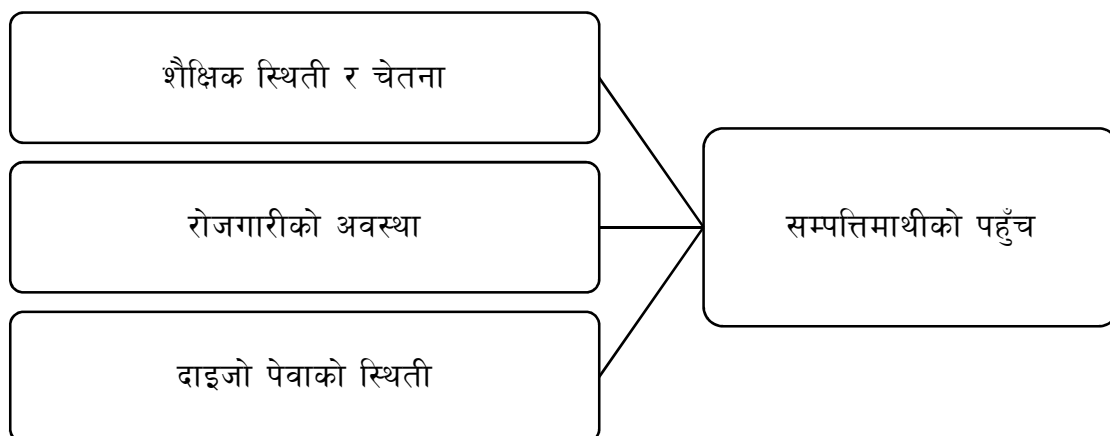 शैक्षिक स्थिती र चेतना
रोजगारीको अवस्था
सम्पत्तिमाथीको पहुँच
दाइजो पेवाको स्थिती